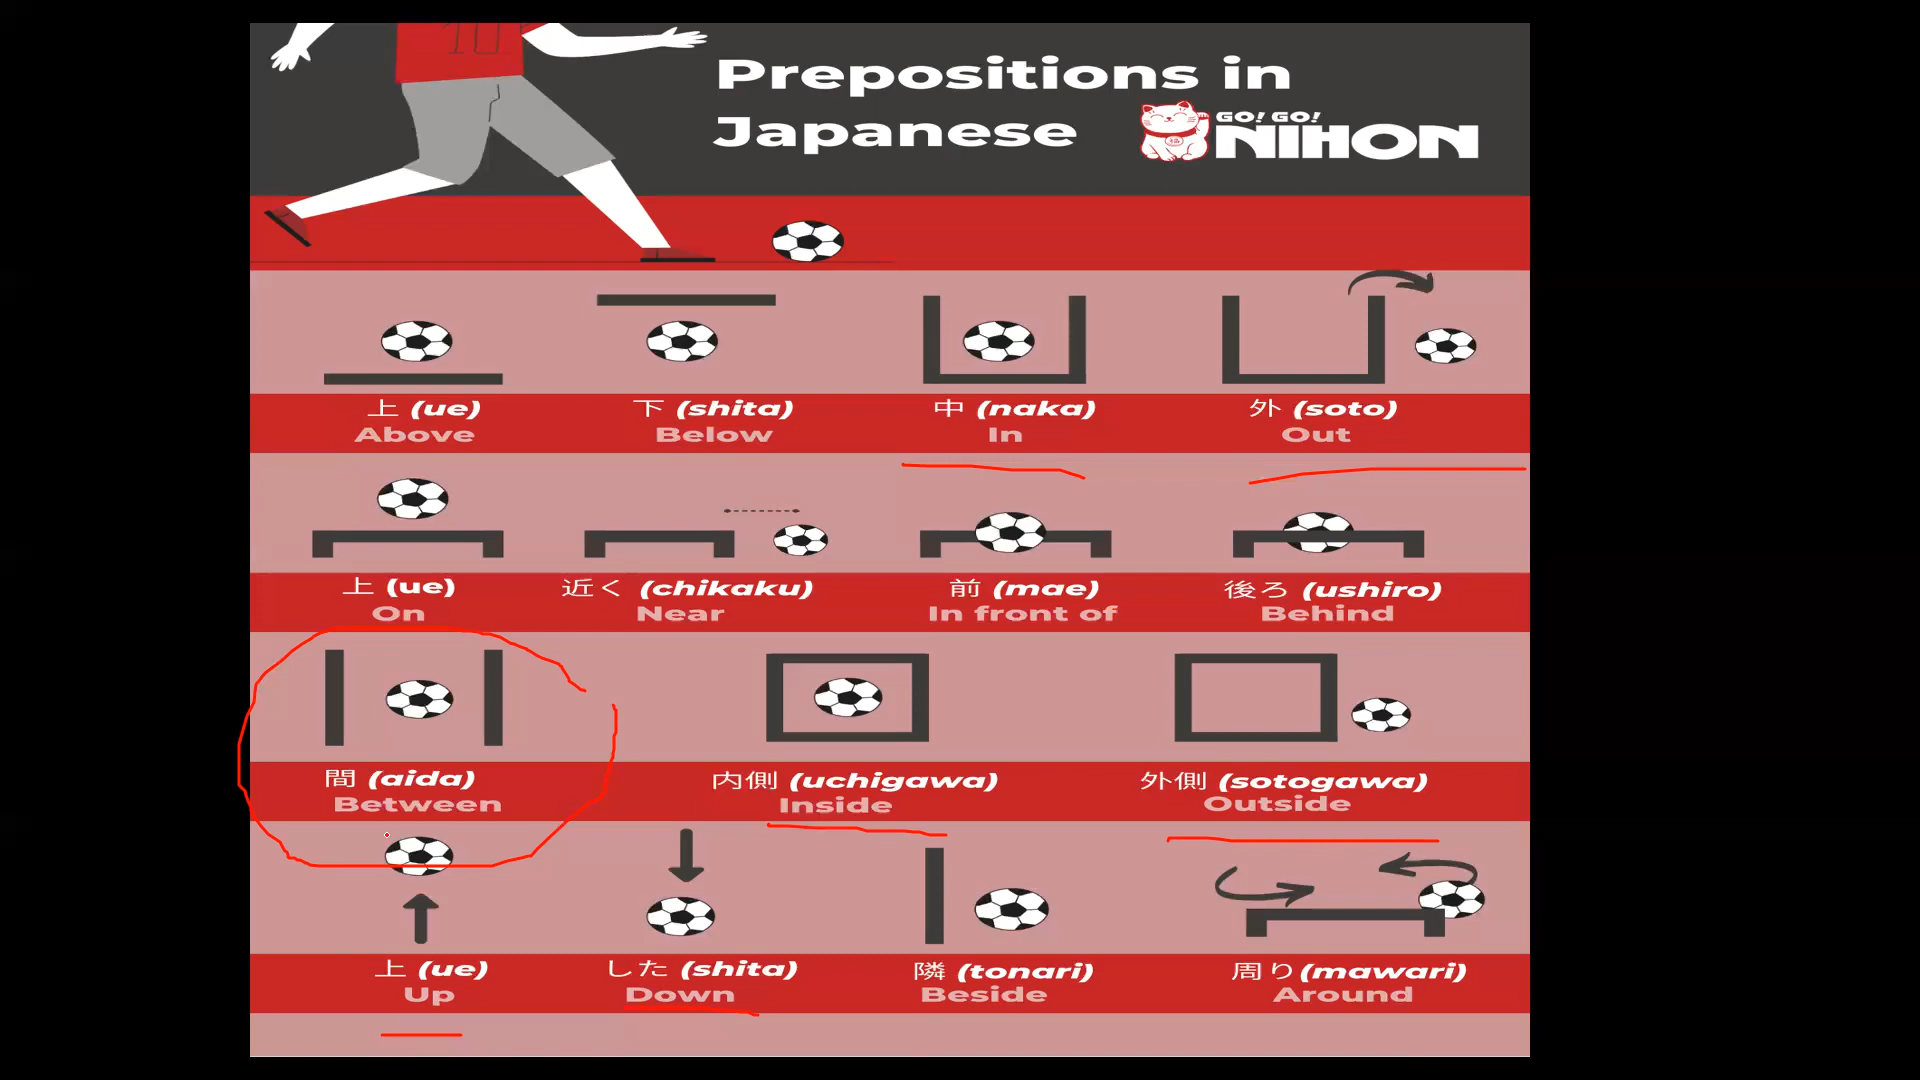 10
Prepositions in
Japanese
GO! GO!
NIHON
福
上 (ue)
Above
下 (shita)
Below
中 (naka)
In
外 (soto)
Out
上 (ue)
On
近く (chikaku)
Near
前 (mae)
In front of
後ろ (ushiro)
Behind
間 (aida)
Between
内側 (uchigawa)
Inside
外側 (sotogawa)
Outside
上 (ue)
Up
した (shita)
Down
隣 (tonari)
Beside
周り(mawari)
Around